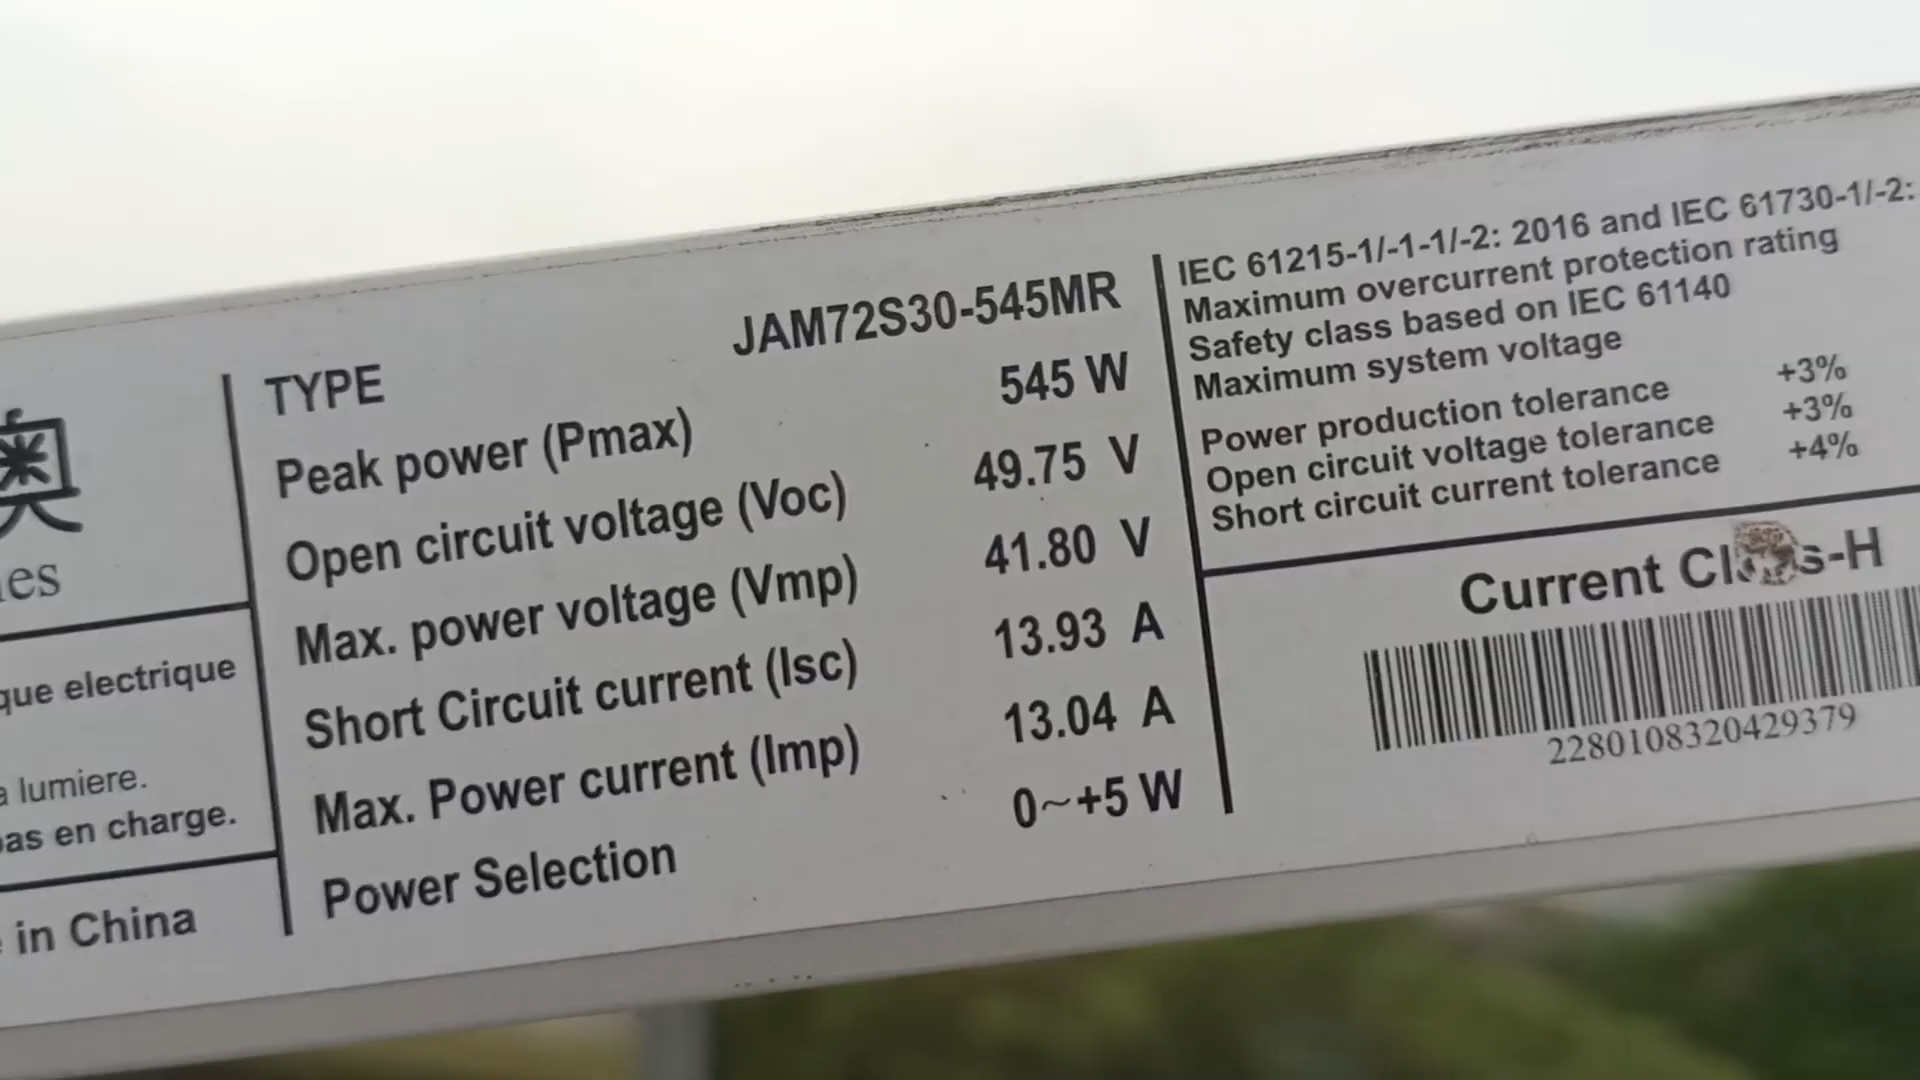 奥
es
que electrique
lumiere.
pas en charge.
in China
TYPE JAM72S30-545MR
Peak power (Pmax) 545 W
Open circuit voltage (Voc) 49.75 V
Max. power voltage (Vmp) 41.80 V
Short Circuit current (Isc) 13.93 A
Max. Power current (Imp) 13.04 A
Power Selection 0~+5 W
IEC 61215-1/-1-1/-2: 2016 and IEC 61730-1/-2:
Maximum overcurrent protection rating
Safety class based on IEC 61140
Maximum system voltage
Power production tolerance +3%
Open circuit voltage tolerance +3%
Short circuit current tolerance +4%
Current Class-H
2280108320429379